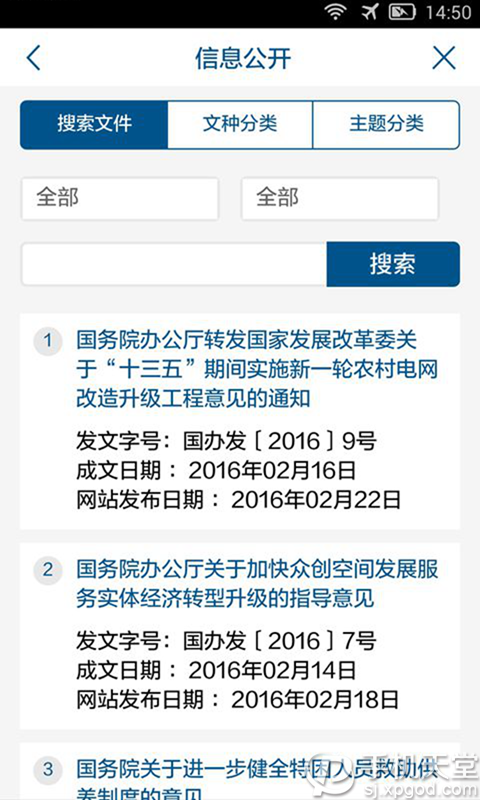 14:50
信息公开
搜索文件
文种分类
主题分类
全部
全部
搜索
1
国务院办公厅转发国家发展改革委关
于“十三五”期间实施新一轮农村电网
改造升级工程意见的通知
发文字号：国办发〔2016〕9号
成文日期：2016年02月16日
网站发布日期：2016年02月22日
2
国务院办公厅关于加快众创空间发展服
务实体经济转型升级的指导意见
发文字号：国办发〔2016〕7号
成文日期：2016年02月14日
网站发布日期：2016年02月18日
3
国务院关于进一步健全特困人员救助供
养制度的意见
手机天堂
sj.xpgod.com